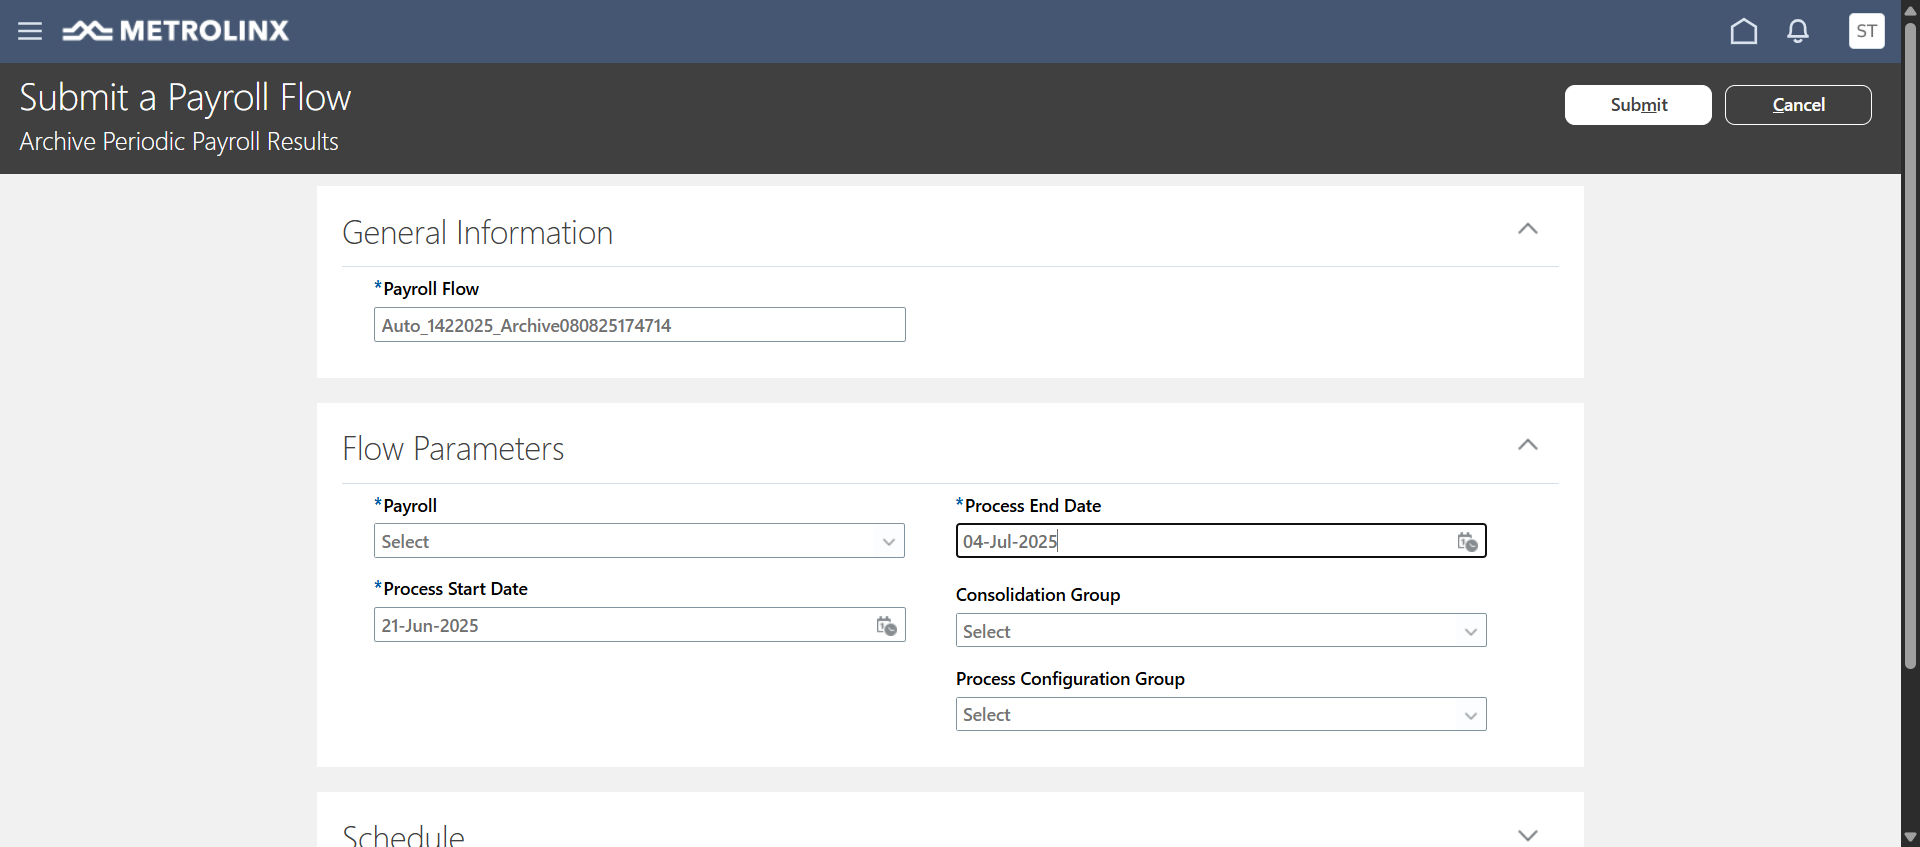 METROLINX
ST
Submit a Payroll Flow
Archive Periodic Payroll Results
Submit
Cancel
General Information
*Payroll Flow
Auto_1422025_Archive080825174714
Flow Parameters
*Payroll
Select
*Process Start Date
21-Jun-2025
*Process End Date
04-Jul-2025
Consolidation Group
Select
Process Configuration Group
Select
Schedule